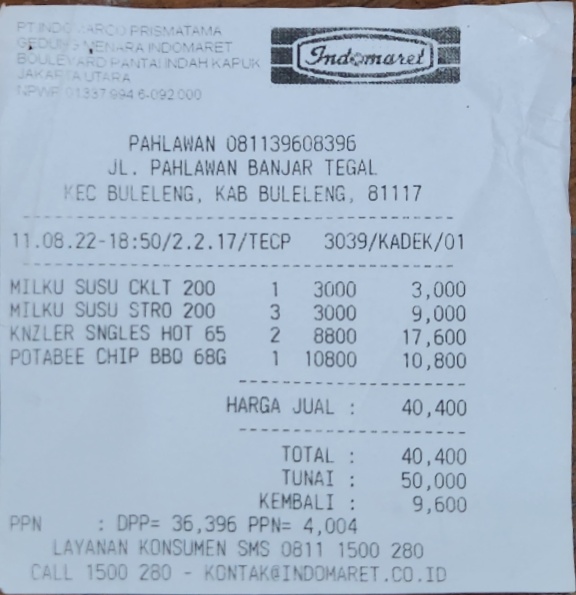 PT INDOMARCO PRISMATAMA
GEDUNG MENARA INDOMARET
BOULEVARD PANTAI INDAH KAPUK
JAKARTA UTARA
NPWP 01337 994 6-092 000
Indomaret
PAHLAWAN 081139608396
JL. PAHLAWAN BANJAR TEGAL
KEC BULELENG, KAB BULELENG, 81117
11.08.22-18:50/2.2.17/TECP 3039/KADEK/01
MILKU SUSU CKLT 200 1 3000 3,000
MILKU SUSU STRO 200 3 3000 9,000
KNZLER SNGLES HOT 65 2 8800 17,600
POTABEE CHIP BBQ 68G 1 10800 10,800
HARGA JUAL : 40,400
TOTAL : 40,400
TUNAI : 50,000
KEMBALI : 9,600
PPN : DPP= 36,396 PPN= 4,004
LAYANAN KONSUMEN SMS 0811 1500 280
CALL 1500 280 - KONTAK@INDOMARET.CO.ID